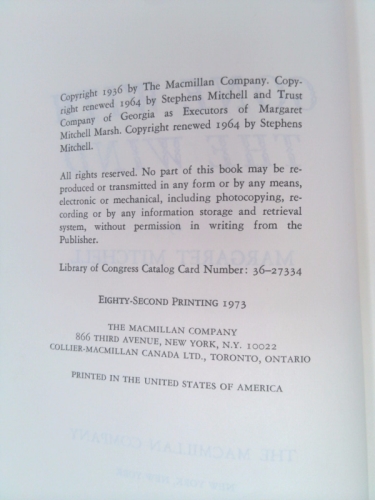 Copyright 1936 by The Macmillan Company. Copy-
right renewed 1964 by Stephens Mitchell and Trust
Company of Georgia as Executors of Margaret
Mitchell Marsh. Copyright renewed 1964 by Stephens
Mitchell.
All rights reserved. No part of this book may be re-
produced or transmitted in any form or by any means,
electronic or mechanical, including photocopying, re-
cording or by any information storage and retrieval
system, without permission in writing from the
Publisher.
Library of Congress Catalog Card Number: 36–27334
EIGHTY-SECOND PRINTING 1973
THE MACMILLAN COMPANY
866 THIRD AVENUE, NEW YORK, N.Y. 10022
COLLIER-MACMILLAN CANADA LTD., TORONTO, ONTARIO
PRINTED IN THE UNITED STATES OF AMERICA